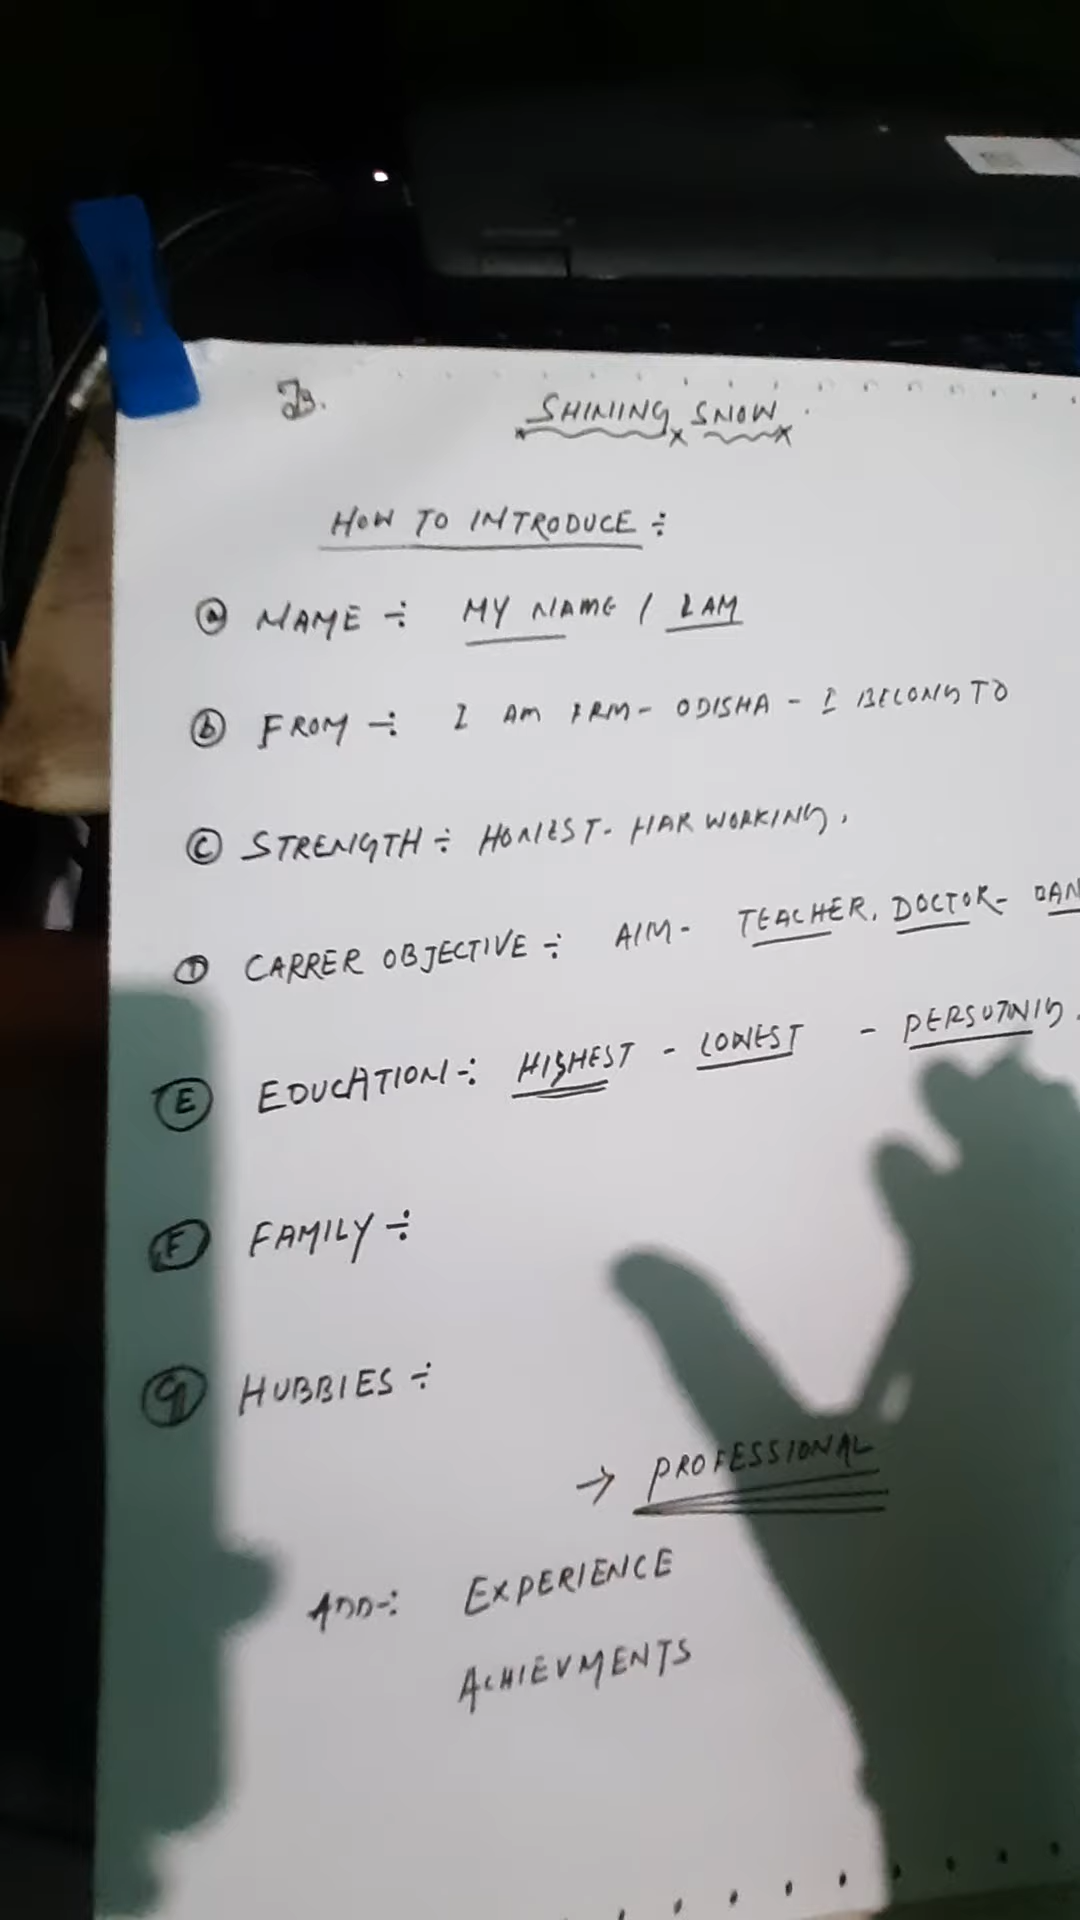 SHINING SNOW
HOW TO INTRODUCE ÷
(a) NAME ÷ MY NAME / I AM
(b) FROM ÷ I AM FRM - ODISHA - I BELONG TO
(C) STRENGTH ÷ HONEST - HAR WORKING.
(D) CARRER OBJECTIVE ÷ AIM - TEACHER, DOCTOR - DAN
(E) EDUCATION ÷ HIGHEST - LOWEST -
(F) FAMILY ÷
(g) HUBBIES ÷
→ PROFESSIONAL
ADD ÷ EXPERIENCE
ACHIEVMENTS